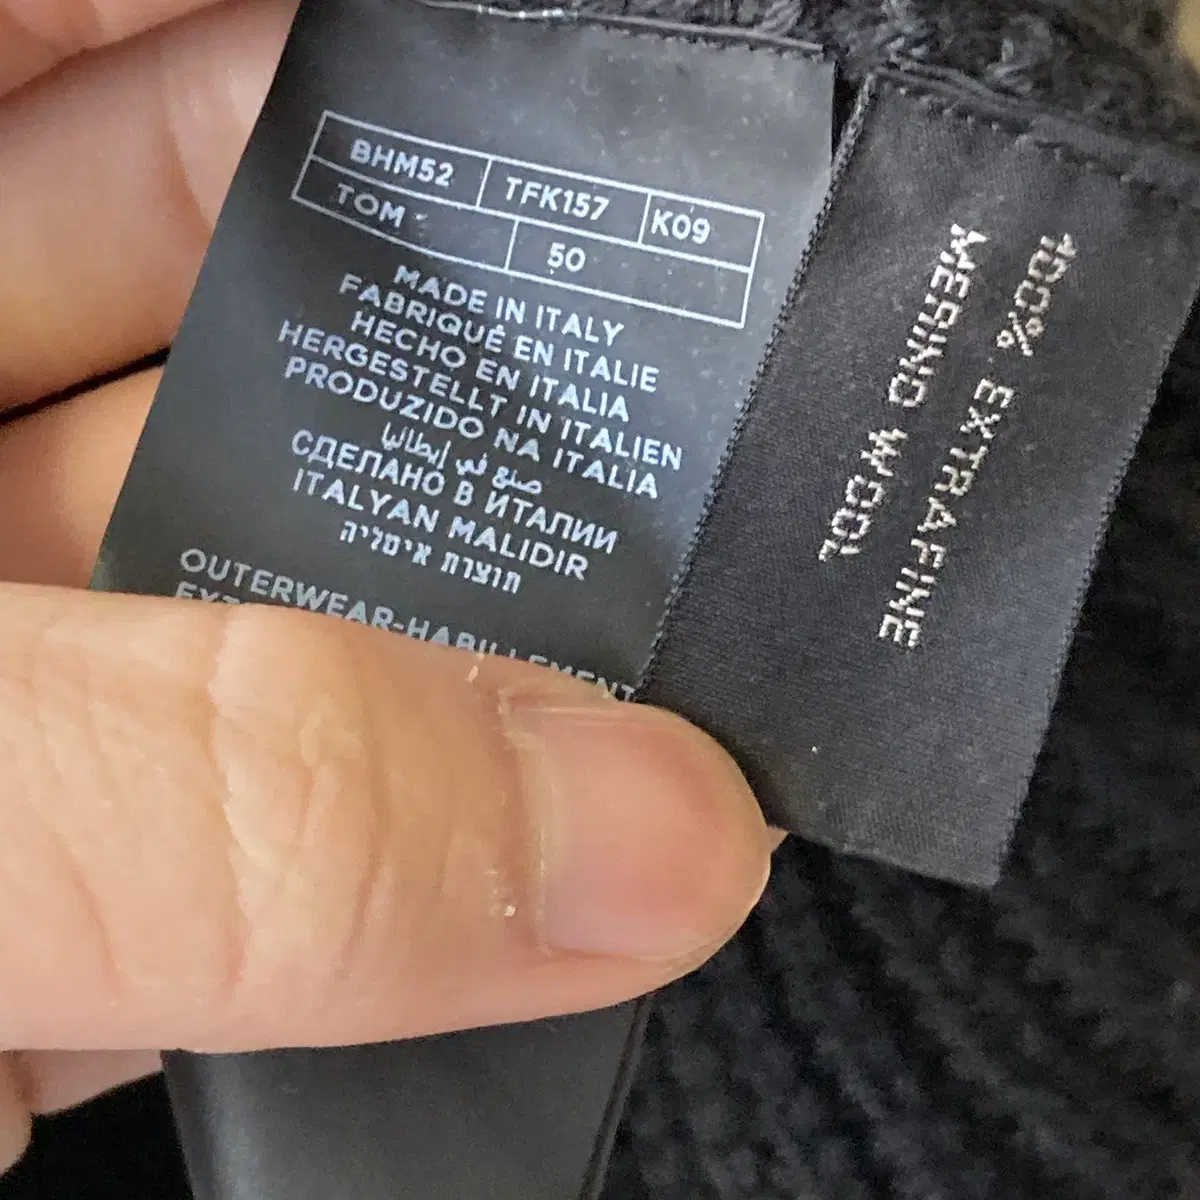 BHM52 TFK157 K09
TOM 50
MADE IN ITALY
FABRIQUÉ EN ITALIE
HECHO EN ITALIA
HERGESTELLT IN ITALIEN
PRODUZIDO NA ITALIA
صنع في إيطاليا
СДЕЛАНО В ИТАЛИИ
ITALYAN MALIDIR
תוצרת איטליה
OUTERWEAR-HABILLEMENT
100% EXTRAFINE
MERINO WOOL